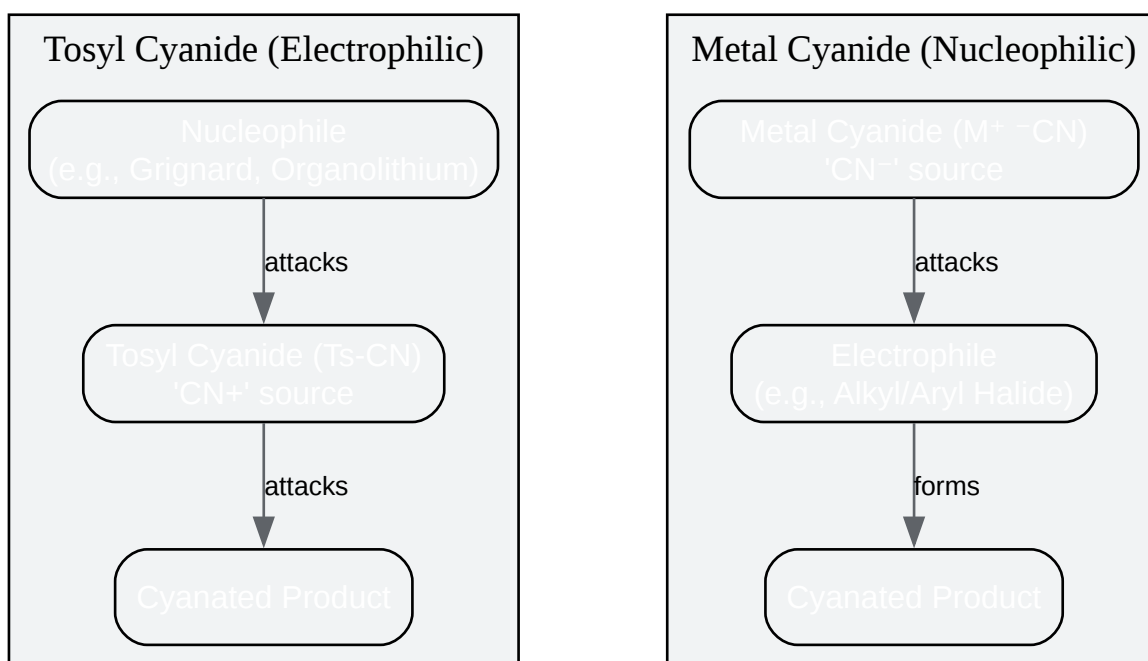 Tosyl Cyanide (Electrophilic)
Nucleophile
(e.g., Grignard, Organolithium)
attacks
Tosyl Cyanide (Ts-CN)
'CN+' source
attacks
Cyanated Product
Metal Cyanide (Nucleophilic)
Metal Cyanide (M⁺ ⁻CN)
'CN⁻' source
attacks
Electrophile
(e.g., Alkyl/Aryl Halide)
forms
Cyanated Product